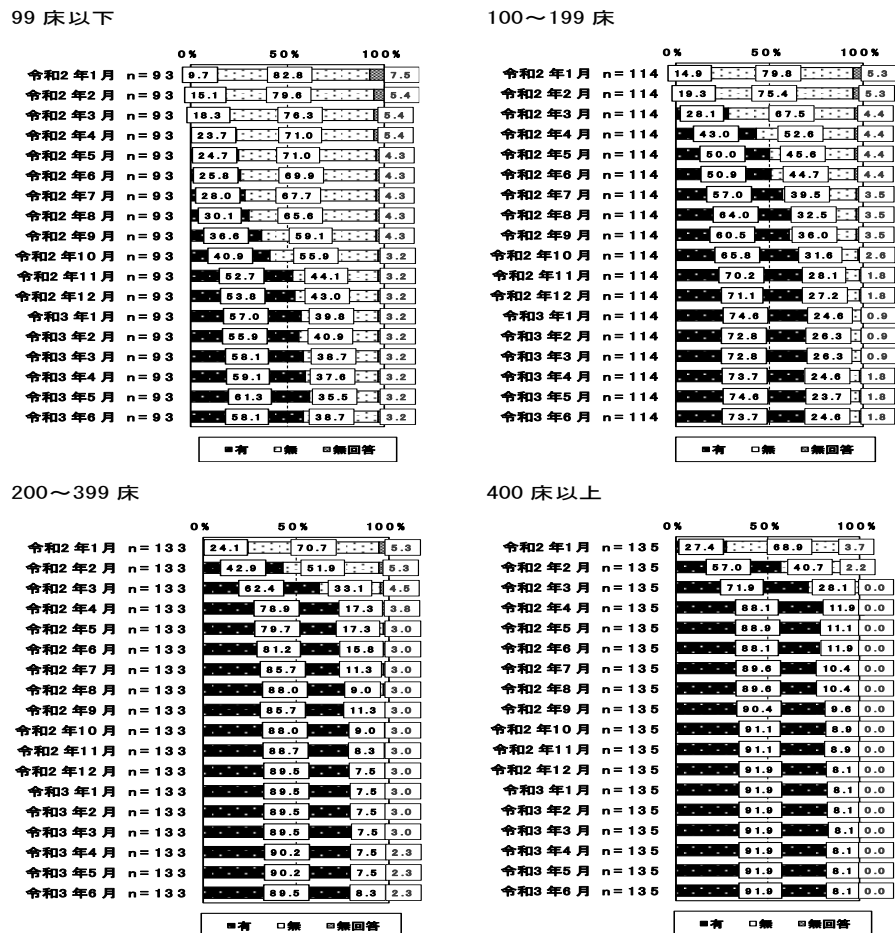 99 床以下
0% 50% 100%
令和2年1月 n=93 9.7 82.8 7.5
令和2年2月 n=93 15.1 79.6 5.4
令和2年3月 n=93 18.3 76.3 5.4
令和2年4月 n=93 23.7 71.0 5.4
令和2年5月 n=93 24.7 71.0 4.3
令和2年6月 n=93 25.8 69.9 4.3
令和2年7月 n=93 28.0 67.7 4.3
令和2年8月 n=93 30.1 65.6 4.3
令和2年9月 n=93 36.6 59.1 4.3
令和2年10月 n=93 40.9 55.9 3.2
令和2年11月 n=93 52.7 44.1 3.2
令和2年12月 n=93 53.8 43.0 3.2
令和3年1月 n=93 57.0 39.8 3.2
令和3年2月 n=93 55.9 40.9 3.2
令和3年3月 n=93 58.1 38.7 3.2
令和3年4月 n=93 59.1 37.6 3.2
令和3年5月 n=93 61.3 35.5 3.2
令和3年6月 n=93 58.1 38.7 3.2
有 無 無回答
100～199 床
0% 50% 100%
令和2年1月 n=114 14.9 79.8 5.3
令和2年2月 n=114 19.3 75.4 5.3
令和2年3月 n=114 28.1 67.5 4.4
令和2年4月 n=114 43.0 52.6 4.4
令和2年5月 n=114 50.0 45.6 4.4
令和2年6月 n=114 50.9 44.7 4.4
令和2年7月 n=114 57.0 39.5 3.5
令和2年8月 n=114 64.0 32.5 3.5
令和2年9月 n=114 60.5 36.0 3.5
令和2年10月 n=114 65.8 31.6 2.6
令和2年11月 n=114 70.2 28.1 1.8
令和2年12月 n=114 71.1 27.2 1.8
令和3年1月 n=114 74.6 24.6 0.9
令和3年2月 n=114 72.8 26.3 0.9
令和3年3月 n=114 72.8 26.3 0.9
令和3年4月 n=114 73.7 24.6 1.8
令和3年5月 n=114 74.6 23.7 1.8
令和3年6月 n=114 73.7 24.6 1.8
有 無 無回答
200～399 床
0% 50% 100%
令和2年1月 n=133 24.1 70.7 5.3
令和2年2月 n=133 42.9 51.9 5.3
令和2年3月 n=133 62.4 33.1 4.5
令和2年4月 n=133 78.9 17.3 3.8
令和2年5月 n=133 79.7 17.3 3.0
令和2年6月 n=133 81.2 15.8 3.0
令和2年7月 n=133 85.7 11.3 3.0
令和2年8月 n=133 88.0 9.0 3.0
令和2年9月 n=133 85.7 11.3 3.0
令和2年10月 n=133 88.0 9.0 3.0
令和2年11月 n=133 88.7 8.3 3.0
令和2年12月 n=133 89.5 7.5 3.0
令和3年1月 n=133 89.5 7.5 3.0
令和3年2月 n=133 89.5 7.5 3.0
令和3年3月 n=133 89.5 7.5 3.0
令和3年4月 n=133 90.2 7.5 2.3
令和3年5月 n=133 90.2 7.5 2.3
令和3年6月 n=133 89.5 8.3 2.3
有 無 無回答
400 床以上
0% 50% 100%
令和2年1月 n=135 27.4 68.9 3.7
令和2年2月 n=135 57.0 40.7 2.2
令和2年3月 n=135 71.9 28.1 0.0
令和2年4月 n=135 88.1 11.9 0.0
令和2年5月 n=135 88.9 11.1 0.0
令和2年6月 n=135 88.1 11.9 0.0
令和2年7月 n=135 89.6 10.4 0.0
令和2年8月 n=135 89.6 10.4 0.0
令和2年9月 n=135 90.4 9.6 0.0
令和2年10月 n=135 91.1 8.9 0.0
令和2年11月 n=135 91.1 8.9 0.0
令和2年12月 n=135 91.9 8.1 0.0
令和3年1月 n=135 91.9 8.1 0.0
令和3年2月 n=135 91.9 8.1 0.0
令和3年3月 n=135 91.9 8.1 0.0
令和3年4月 n=135 91.9 8.1 0.0
令和3年5月 n=135 91.9 8.1 0.0
令和3年6月 n=135 91.9 8.1 0.0
有 無 無回答